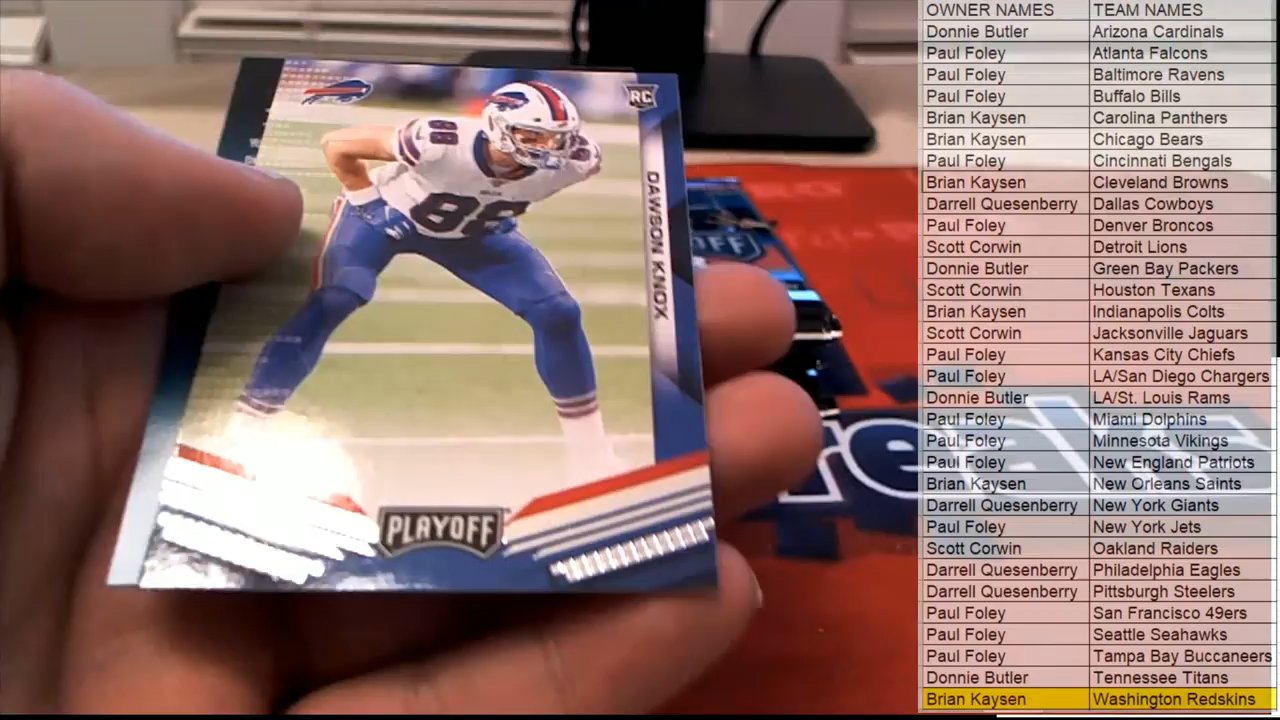 RC
88
DAWSON KNOX
88
PLAYOFF
OWNER NAMES TEAM NAMES
Donnie Butler Arizona Cardinals
Paul Foley Atlanta Falcons
Paul Foley Baltimore Ravens
Paul Foley Buffalo Bills
Brian Kaysen Carolina Panthers
Brian Kaysen Chicago Bears
Paul Foley Cincinnati Bengals
Brian Kaysen Cleveland Browns
Darrell Quesenberry Dallas Cowboys
Paul Foley Denver Broncos
Scott Corwin Detroit Lions
Donnie Butler Green Bay Packers
Scott Corwin Houston Texans
Brian Kaysen Indianapolis Colts
Scott Corwin Jacksonville Jaguars
Paul Foley Kansas City Chiefs
Paul Foley LA/San Diego Chargers
Donnie Butler LA/St. Louis Rams
Paul Foley Miami Dolphins
Paul Foley Minnesota Vikings
Paul Foley New England Patriots
Brian Kaysen New Orleans Saints
Darrell Quesenberry New York Giants
Paul Foley New York Jets
Scott Corwin Oakland Raiders
Darrell Quesenberry Philadelphia Eagles
Darrell Quesenberry Pittsburgh Steelers
Paul Foley San Francisco 49ers
Paul Foley Seattle Seahawks
Paul Foley Tampa Bay Buccaneers
Donnie Butler Tennessee Titans
Brian Kaysen Washington Redskins